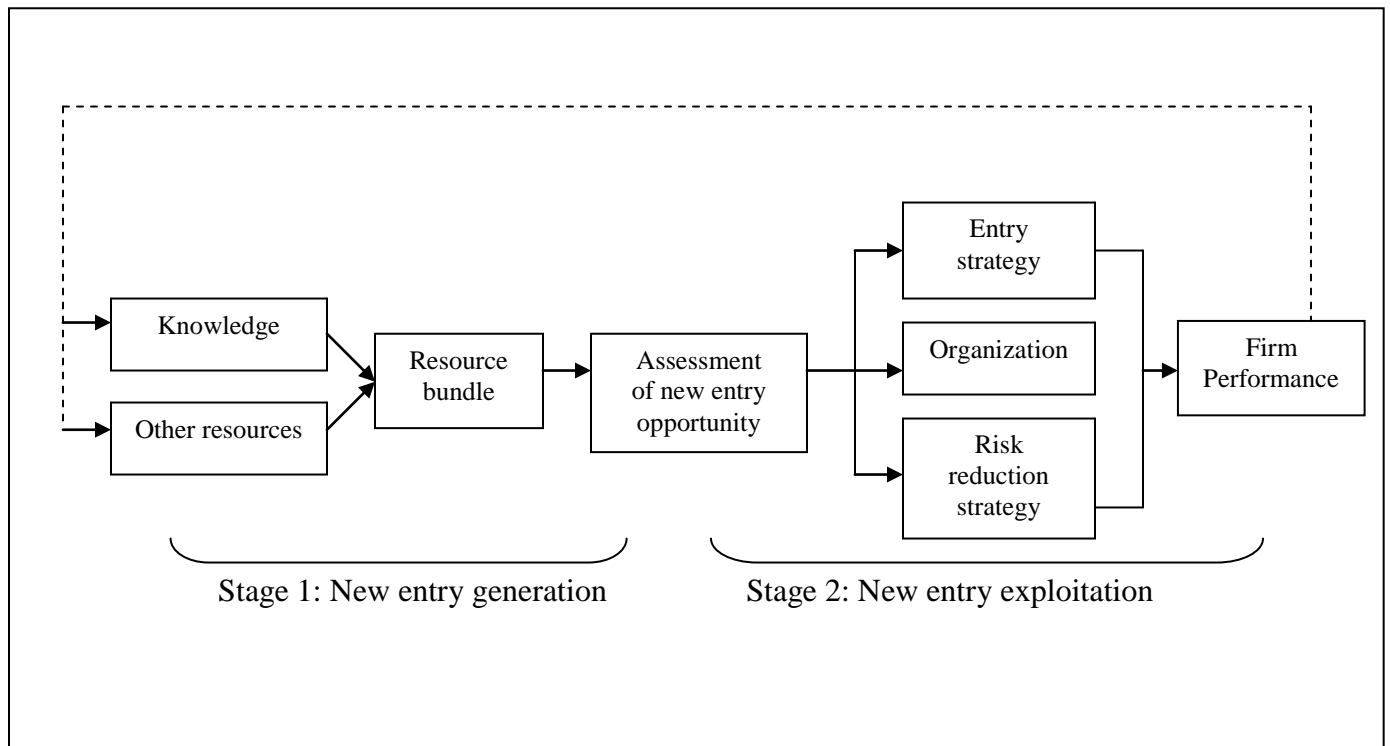 Knowledge
Other resources
Resource
bundle
Assessment
of new entry
opportunity
Entry
strategy
Organization
Risk
reduction
strategy
Firm
Performance
Stage 1: New entry generation
Stage 2: New entry exploitation